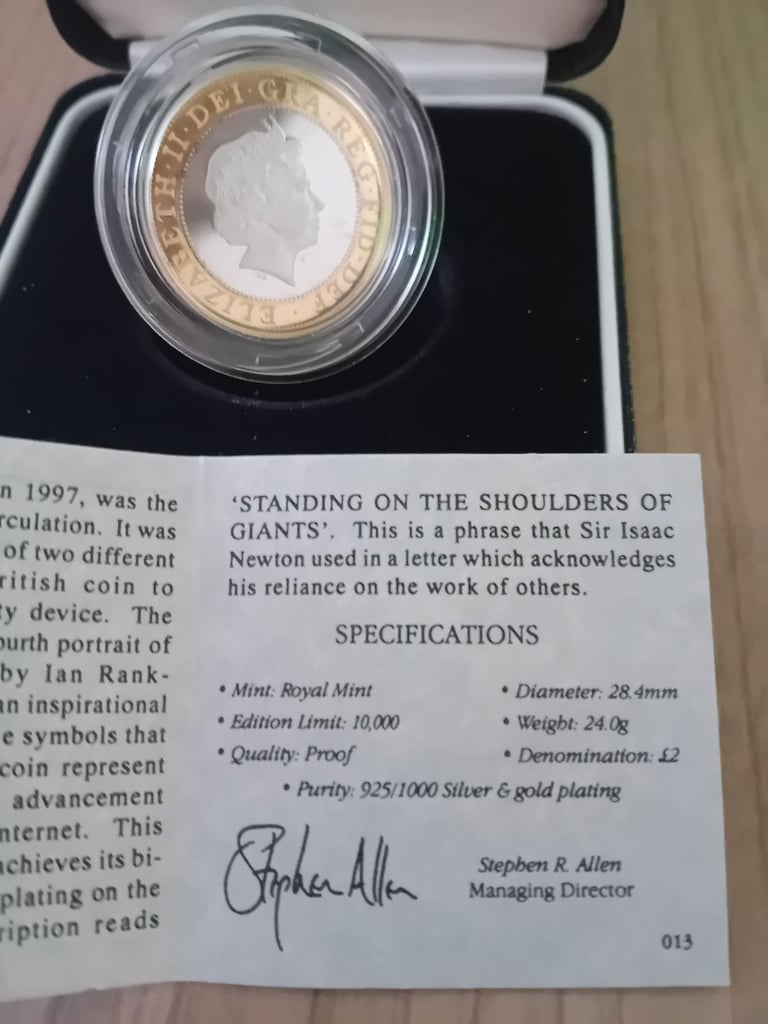 ELIZABETH·II·DEI·GRA·REG·FID·DEF·
n 1997, was the
rculation. It was
of two different
ritish coin to
ty device. The
ourth portrait of
by Ian Rank-
an inspirational
e symbols that
coin represent
advancement
nternet. This
achieves its bi-
plating on the
ription reads
'STANDING ON THE SHOULDERS OF
GIANTS'. This is a phrase that Sir Isaac
Newton used in a letter which acknowledges
his reliance on the work of others.
SPECIFICATIONS
• Mint: Royal Mint
• Edition Limit: 10,000
• Quality: Proof
• Diameter: 28.4mm
• Weight: 24.0g
• Denomination: £2
• Purity: 925/1000 Silver & gold plating
Stephen Allen
Stephen R. Allen
Managing Director
013